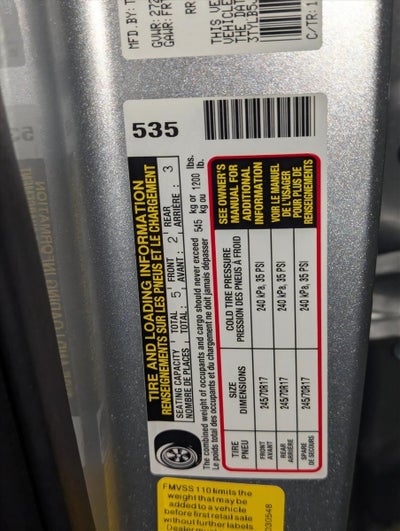 MFD. BY: T
GVWR: 272
GAWR: FRT
RR
THIS VE
VEHICLE
THE DAT
C/TR: 1
535
TIRE AND LOADING INFORMATION
RENSEIGNEMENTS SUR LES PNEUS ET LE CHARGEMENT
SEATING CAPACITY TOTAL : 5 FRONT 2 REAR 3
NOMBRE DE PLACES TOTAL : AVANT : ARRIÈRE :
The combined weight of occupants and cargo should never exceed 545 kg or 1200 lbs.
Le poids total des occupants et du chargement ne doit jamais dépasser kg ou lb.
TIRE SIZE COLD TIRE PRESSURE SEE OWNER'S MANUAL FOR ADDITIONAL INFORMATION
PNEU DIMENSIONS PRESSION DES PNEUS À FROID
FRONT
AVANT 245/70R17 240 kPa, 35 PSI
REAR
ARRIÈRE 245/70R17 240 kPa, 35 PSI
SPARE
DE SECOURS 245/70R17 240 kPa, 35 PSI
VOIR LE MANUEL DE L'USAGER POUR PLUS DE RENSEIGNEMENTS
FMVSS 110 limits the
weight that may be
added to a vehicle
before first retail sale
without further labels
30548